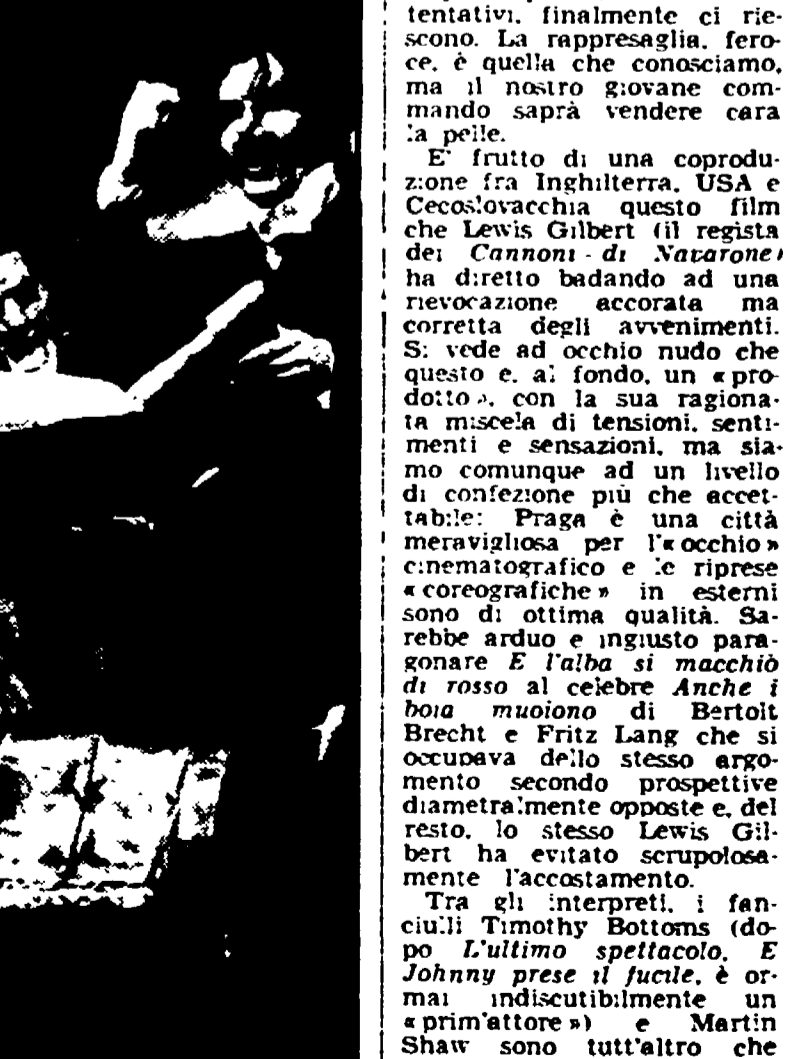 tentativi. finalmente ci rie-
scono. La rappresaglia. fero-
ce, è quella che conosciamo,
ma il nostro giovane com-
mando saprà vendere cara
la pelle.
E' frutto di una coprodu-
zione fra Inghilterra, USA e
Cecoslovacchia questo film
che Lewis Gilbert (il regista
dei Cannoni di Navarone)
ha diretto badando ad una
rievocazione accorata ma
corretta degli avvenimenti.
Si vede ad occhio nudo che
questo e, al fondo, un «pro-
dotto», con la sua ragiona-
ta miscela di tensioni, senti-
menti e sensazioni, ma sia-
mo comunque ad un livello
di confezione più che accet-
tabile: Praga è una città
meravigliosa per l'«occhio»
cinematografico e le riprese
«coreografiche» in esterni
sono di ottima qualità. Sa-
rebbe arduo e ingiusto para-
gonare E l'alba si macchiò
di rosso al celebre Anche i
boia muoiono di Bertolt
Brecht e Fritz Lang che si
occupava dello stesso argo-
mento secondo prospettive
diametralmente opposte e, del
resto, lo stesso Lewis Gil-
bert ha evitato scrupolosa-
mente l'accostamento.
Tra gli interpreti, i fan-
ciulli Timothy Bottoms (do-
po L'ultimo spettacolo, E
Johnny prese il fucile, è or-
mai indiscutibilmente un
«prim'attore») e Martin
Shaw sono tutt'altro che